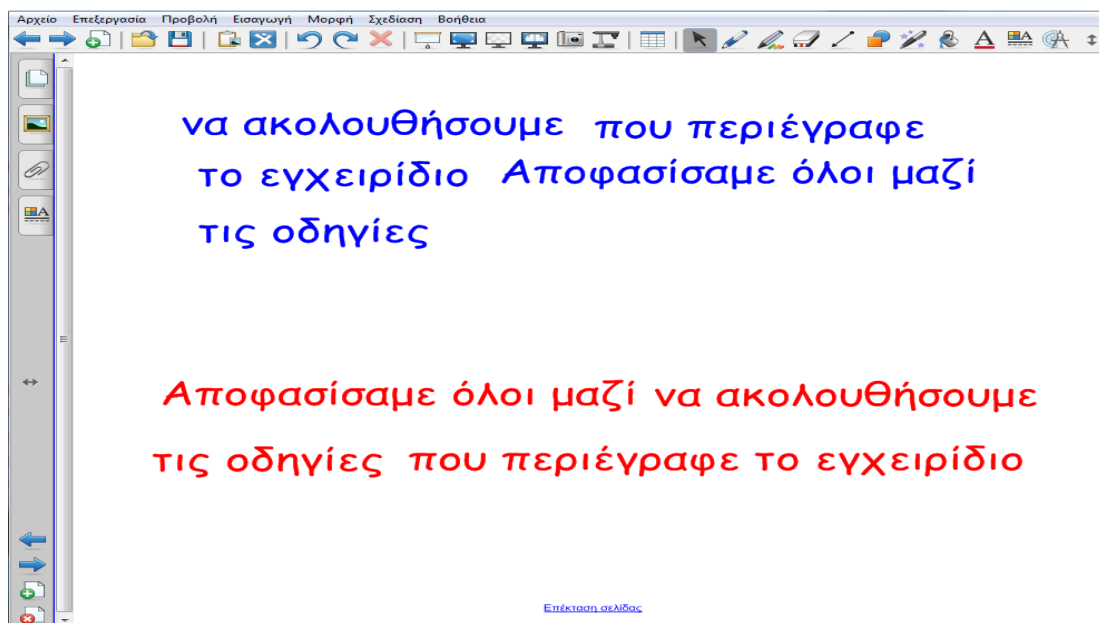 Αρχείο Επεξεργασία Προβολή Εισαγωγή Μορφή Σχεδίαση Βοήθεια
να ακολουθήσουμε που περιέγραφε
το εγχειρίδιο Αποφασίσαμε όλοι μαζί
τις οδηγίες
Αποφασίσαμε όλοι μαζί να ακολουθήσουμε
τις οδηγίες που περιέγραφε το εγχειρίδιο
Επέκταση σελίδας